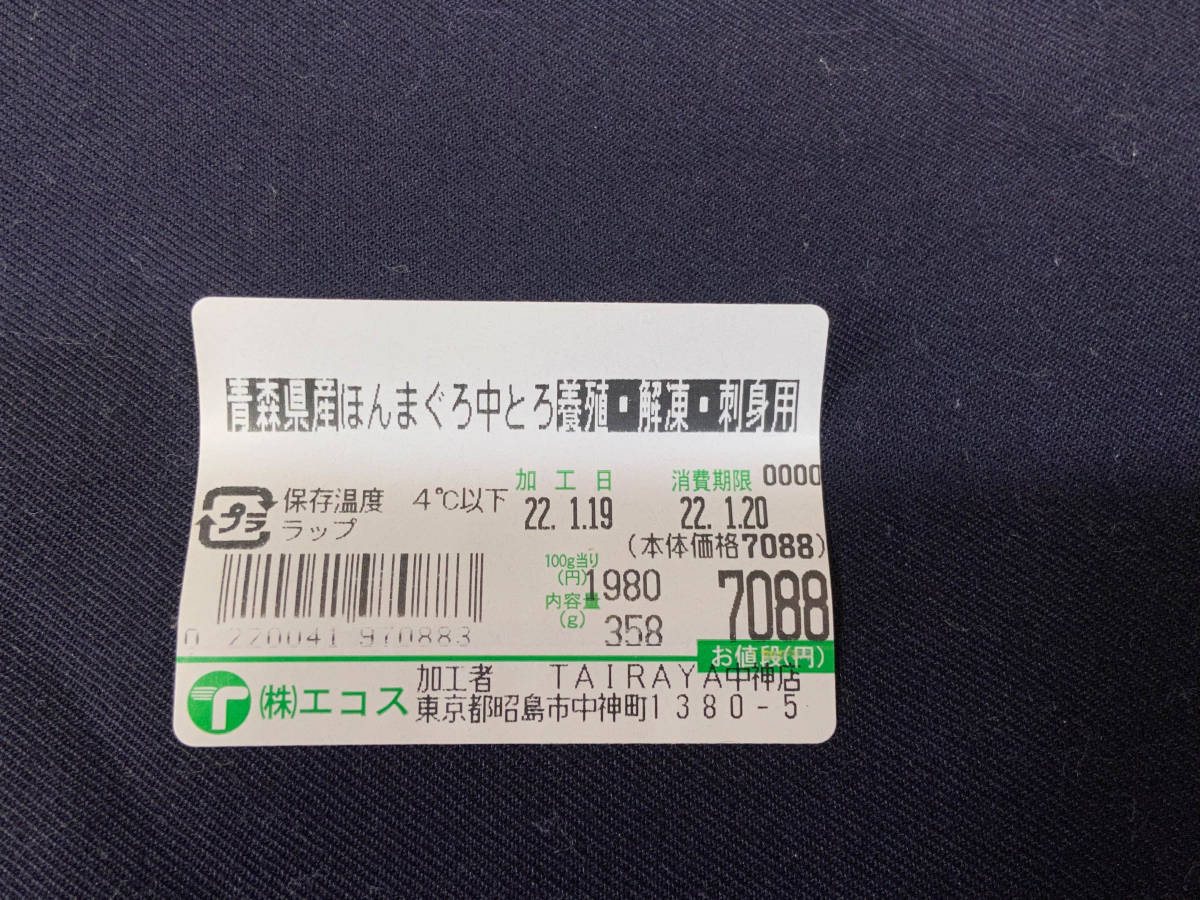 青森県産ほんまぐろ中とろ養殖・解凍・刺身用
加工日 消費期限 0000
保存温度 4℃以下 22. 1.19 22. 1.20
プラ ラップ
(本体価格7088)
100g当り(円) 1980 7088
内容量(g) 358
0 220041 970883
お値段(円)
加工者 TAIRAYA中神店
(株)エコス 東京都昭島市中神町1380-5